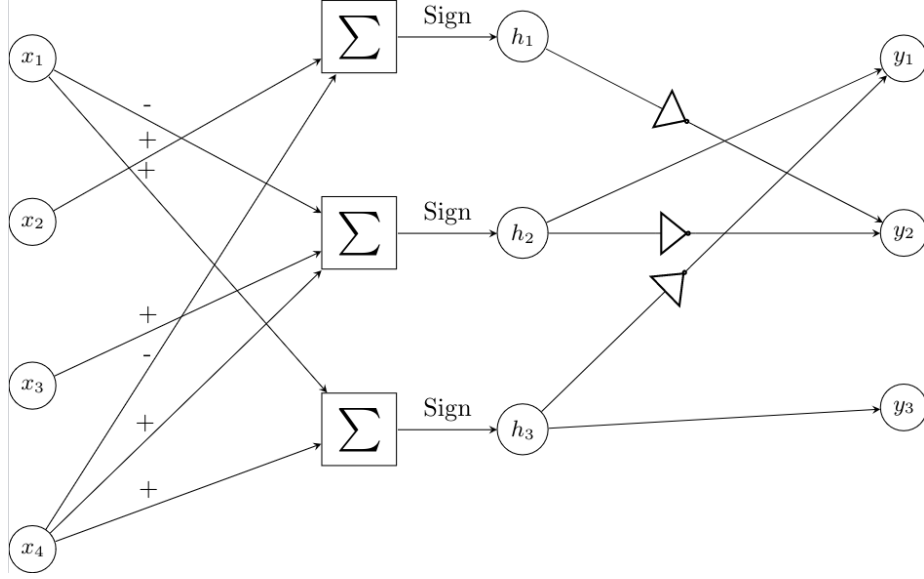 Sign
x₁
h₁
y₁
-
+
+
x₂
Sign
h₂
y₂
+
-
x₃
Sign
h₃
y₃
+
+
x₄
∑
∑
∑